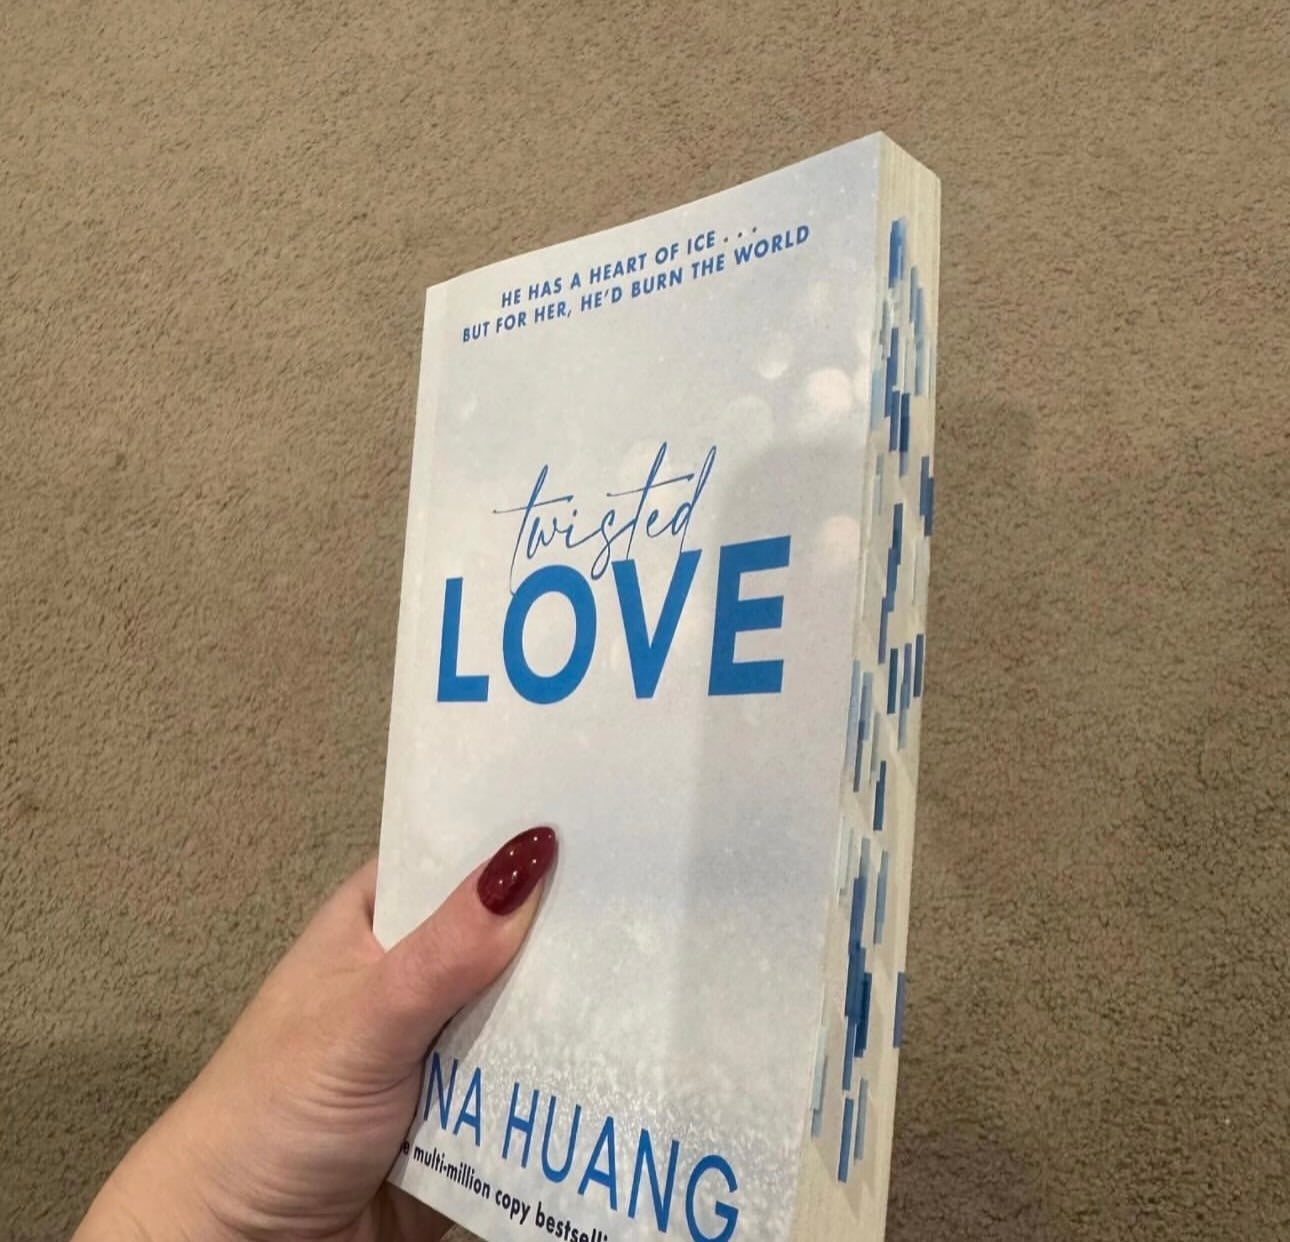 HE HAS A HEART OF ICE . . .
BUT FOR HER, HE'D BURN THE WORLD
twisted
LOVE
NA HUANG
multi-million copy bestselli